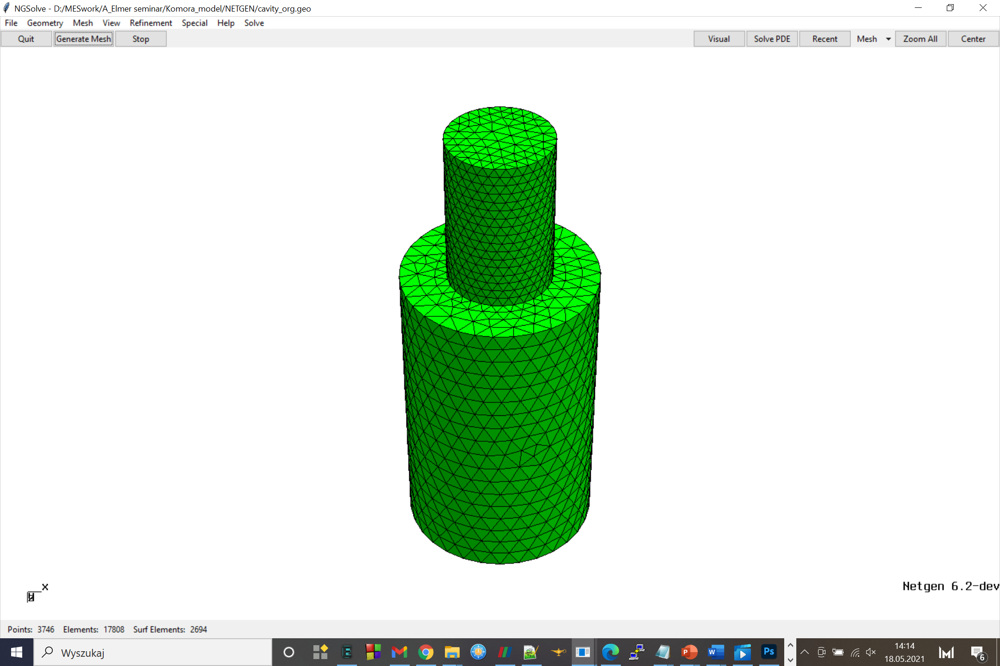 NGSolve - D:/MESwork/A_Elmer seminar/Komora_model/NETGEN/cavity_org.geo
File Geometry Mesh View Refinement Special Help Solve
Quit Generate Mesh Stop Visual Solve PDE Recent Mesh Zoom All Center
x
Netgen 6.2-dev
Points: 3746 Elements: 17808 Surf Elements: 2694
Wyszukaj
14:14
18.05.2021
6